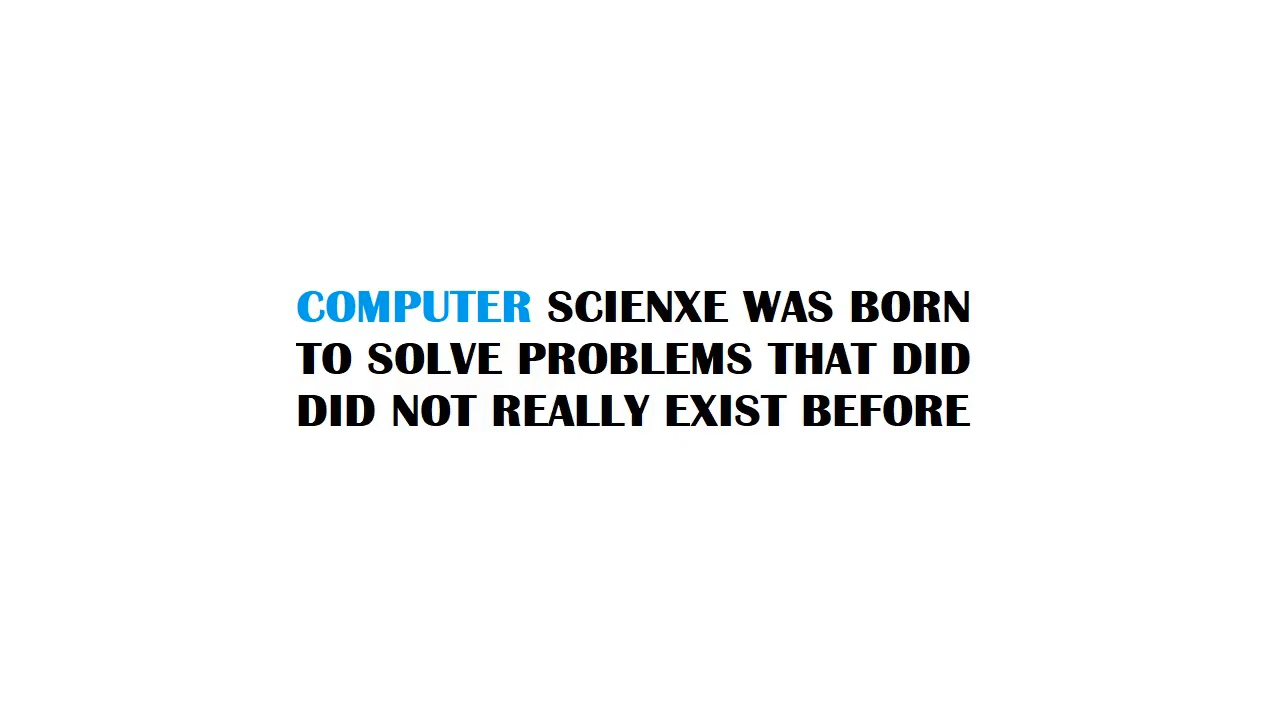 COMPUTER SCIENXE WAS BORN
TO SOLVE PROBLEMS THAT DID
DID NOT REALLY EXIST BEFORE